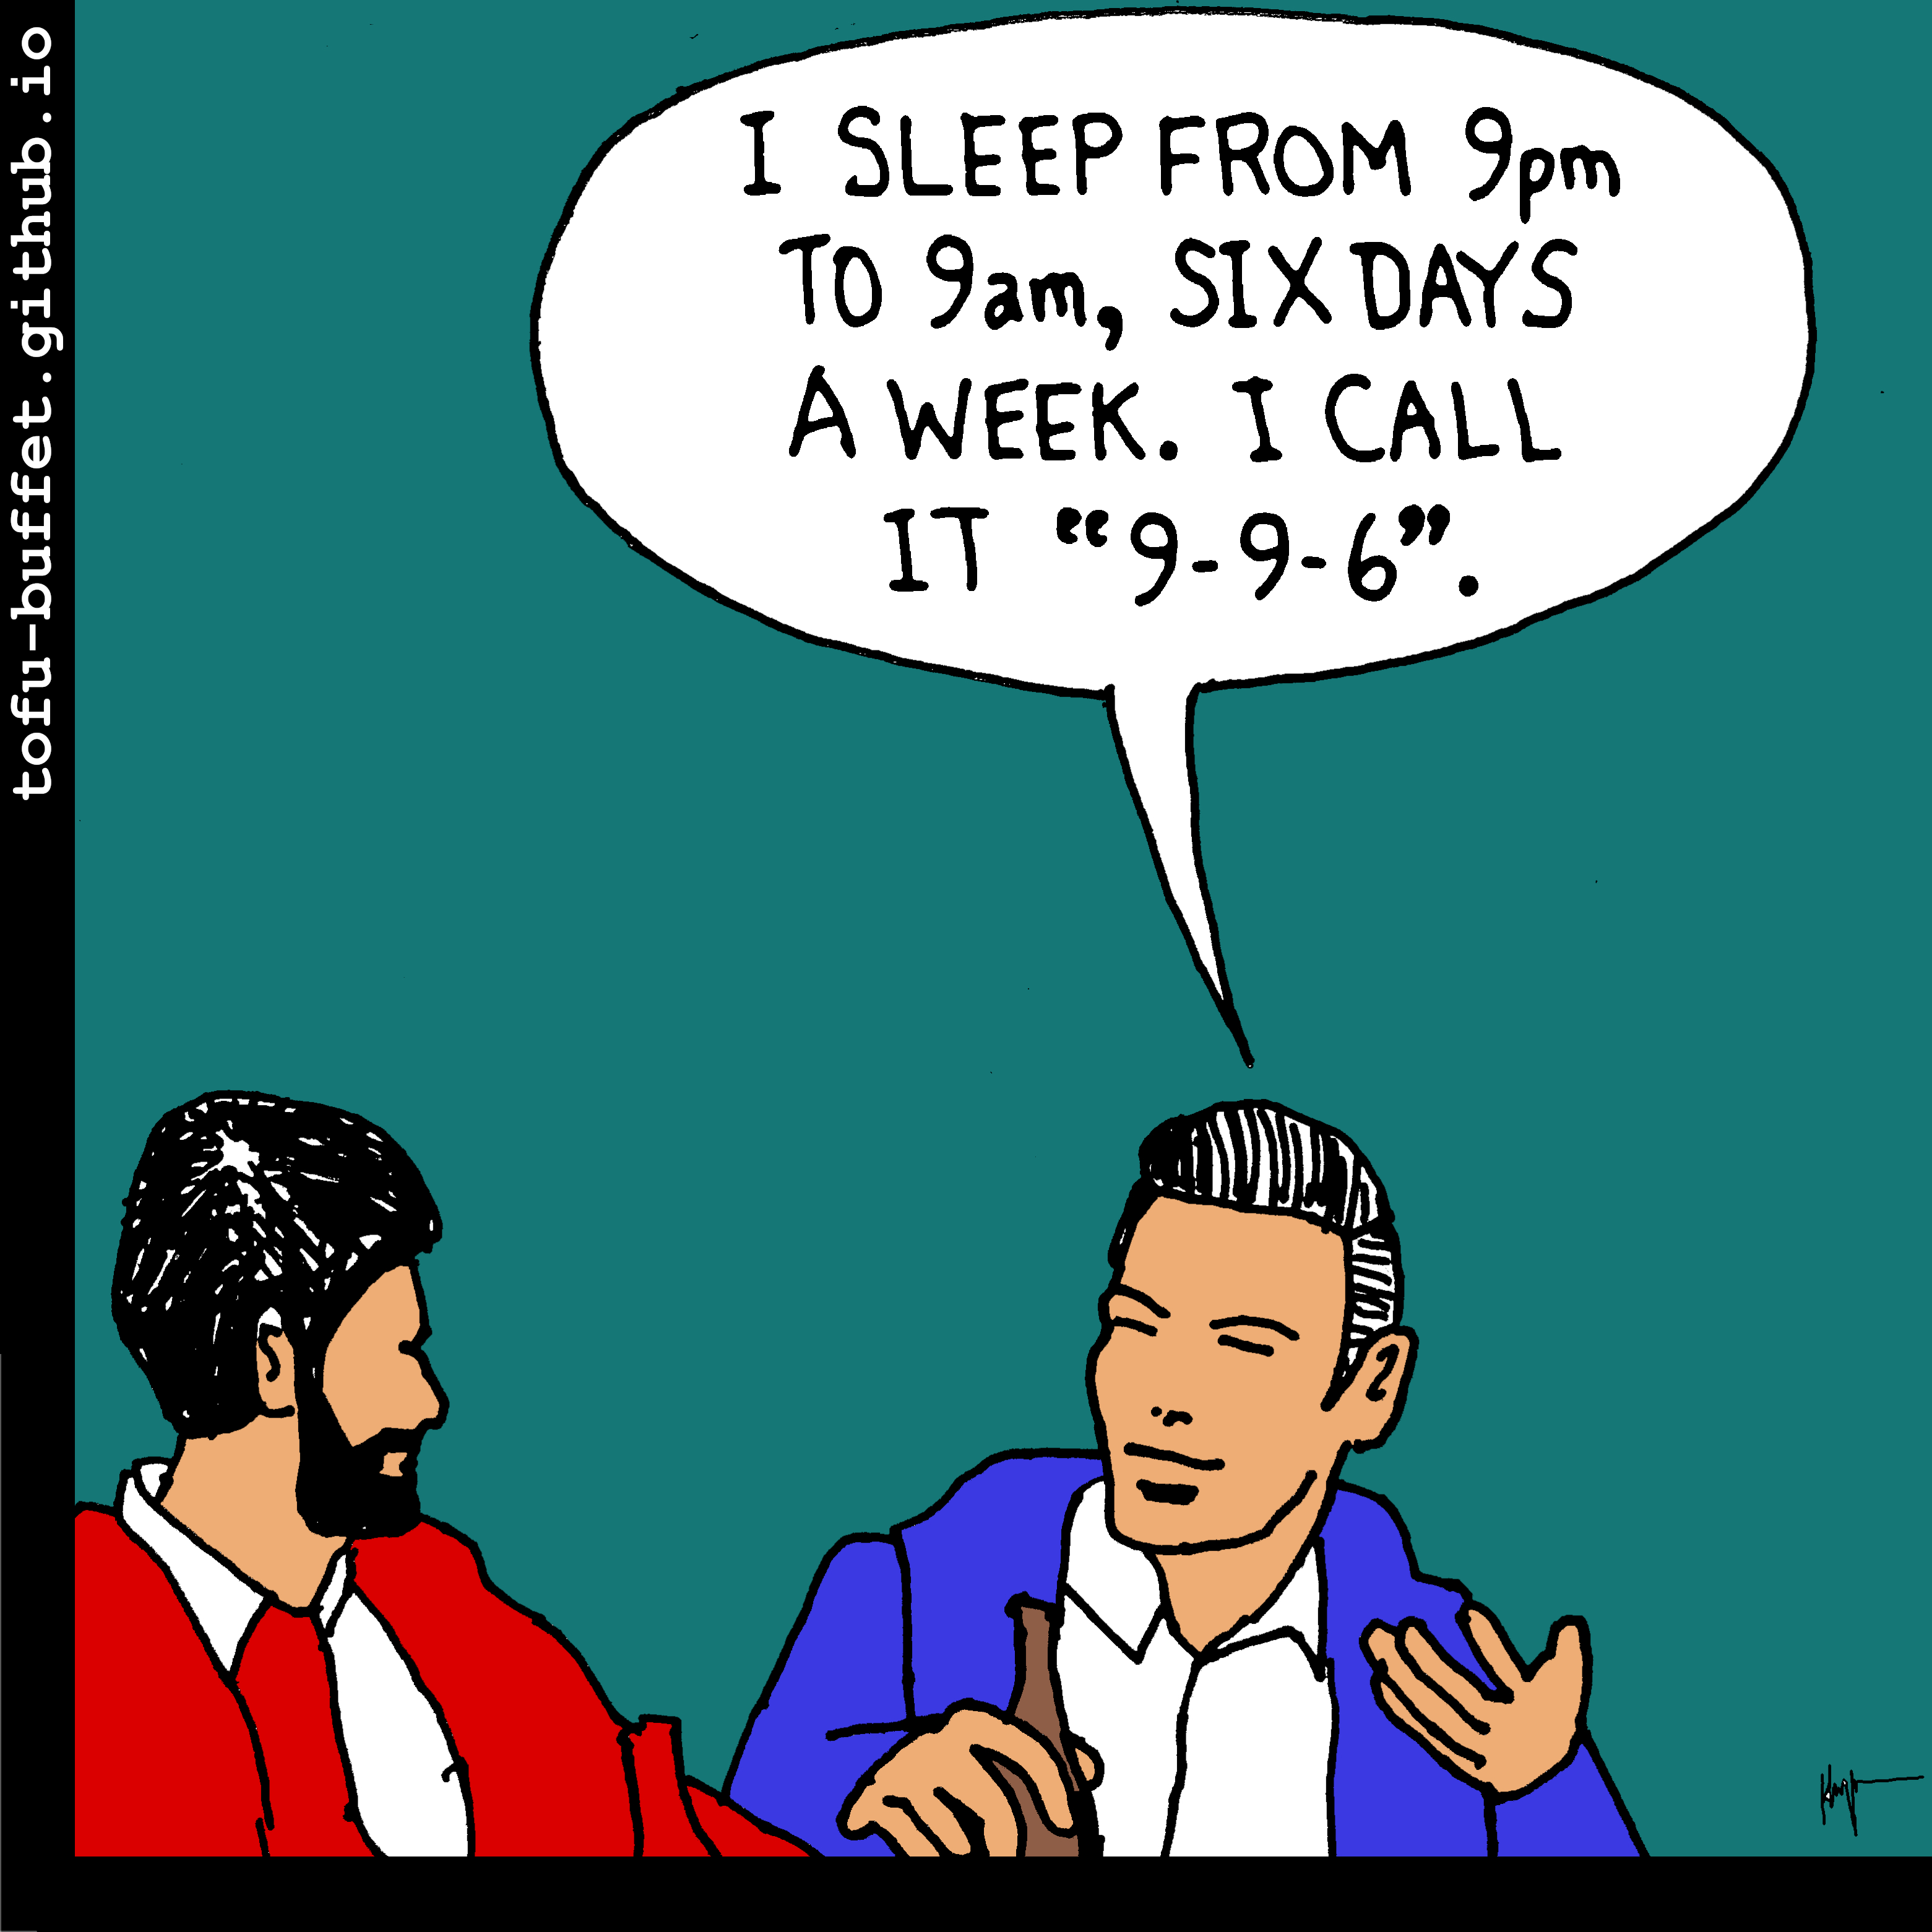 tofu-buffet.github.io
I SLEEP FROM 9pm
TO 9am, SIX DAYS
A WEEK. I CALL
IT “9-9-6”.